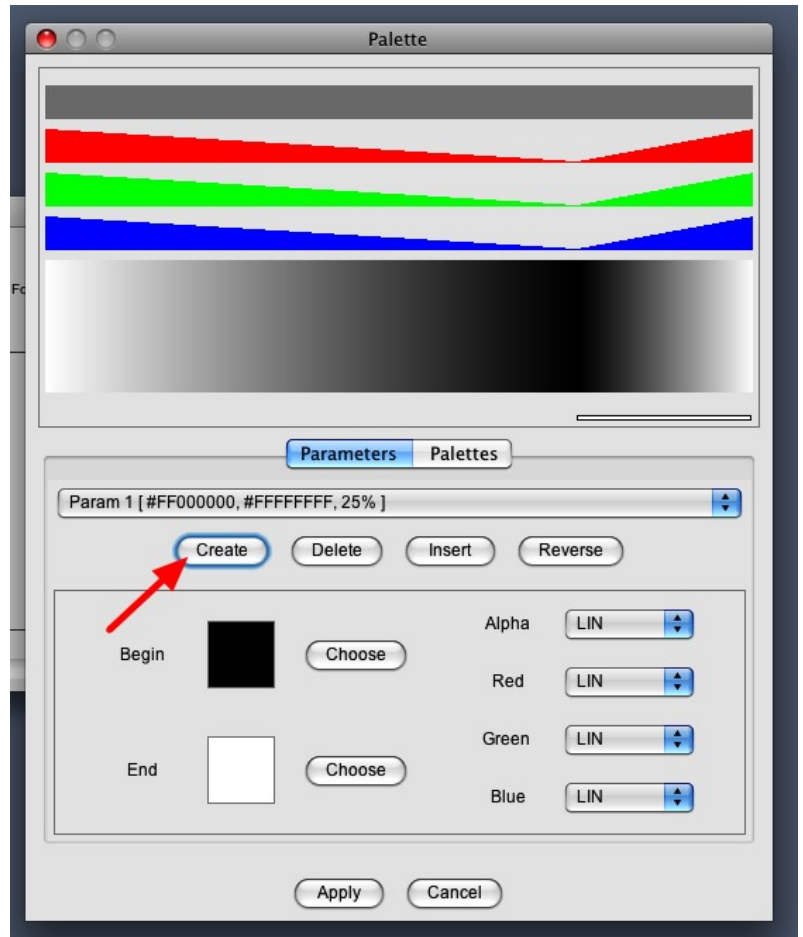 Palette
Fo
Parameters Palettes
Param 1 [ #FF000000, #FFFFFFFF, 25% ]
Create Delete Insert Reverse
Begin Choose Alpha LIN
Red LIN
End Choose Green LIN
Blue LIN
Apply Cancel